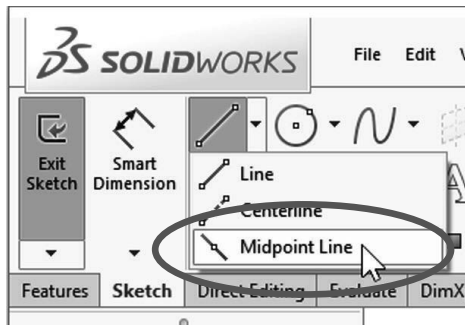 SOLIDWORKS
File Edit
Exit Sketch
Smart Dimension
Line
Centerline
Midpoint Line
Features Sketch Direct Editing Evaluate DimX